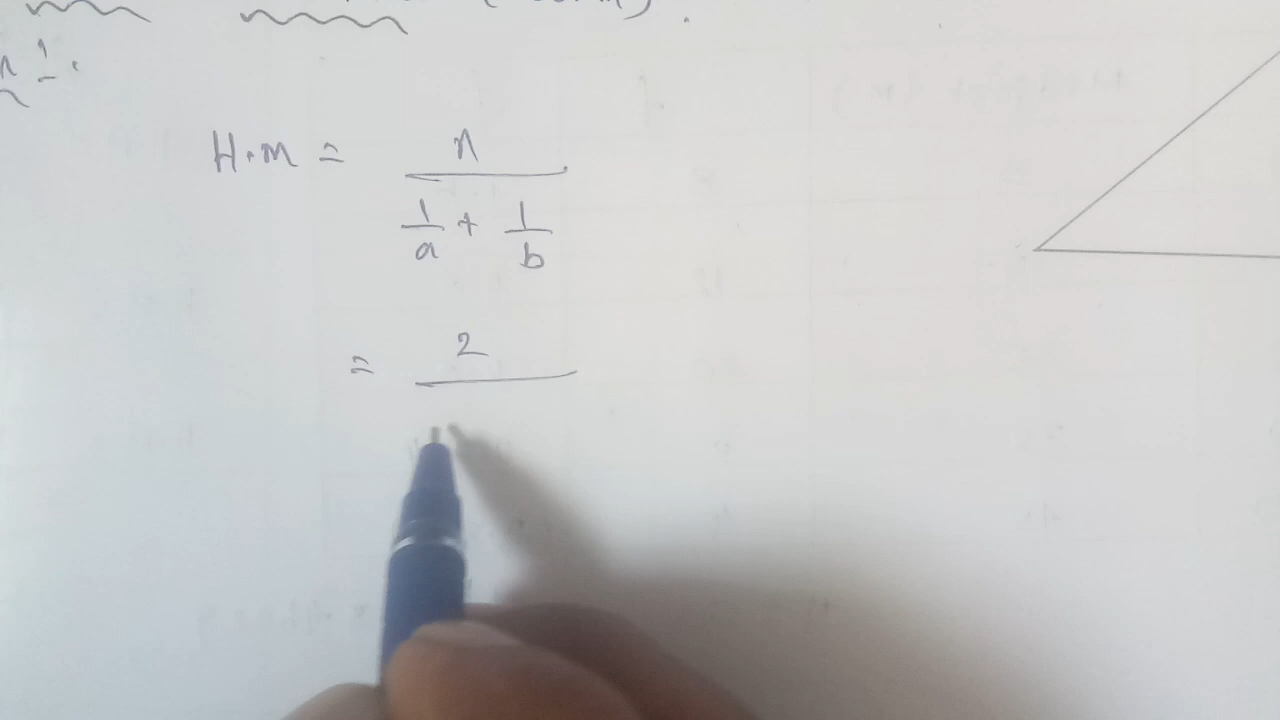 H.M = n / (1/a + 1/b)
= 2